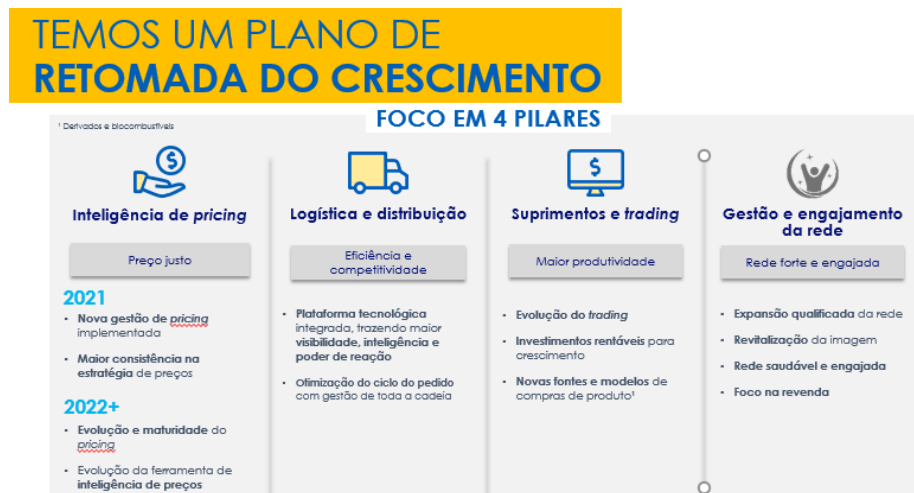 TEMOS UM PLANO DE
RETOMADA DO CRESCIMENTO
FOCO EM 4 PILARES
¹ Derivados e biocombustíveis
$
Inteligência de pricing
Preço justo
2021
• Nova gestão de pricing
implementada
• Maior consistência na
estratégia de preços
2022+
• Evolução e maturidade do
pricing
• Evolução da ferramenta de
inteligência de preços
Logística e distribuição
Eficiência e
competitividade
• Plataforma tecnológica
integrada, trazendo maior
visibilidade, inteligência e
poder de reação
• Otimização do ciclo do pedido
com gestão de toda a cadeia
$
Suprimentos e trading
Maior produtividade
• Evolução do trading
• Investimentos rentáveis para
crescimento
• Novas fontes e modelos de
compras de produto¹
Gestão e engajamento
da rede
Rede forte e engajada
• Expansão qualificada da rede
• Revitalização da imagem
• Rede saudável e engajada
• Foco na revenda